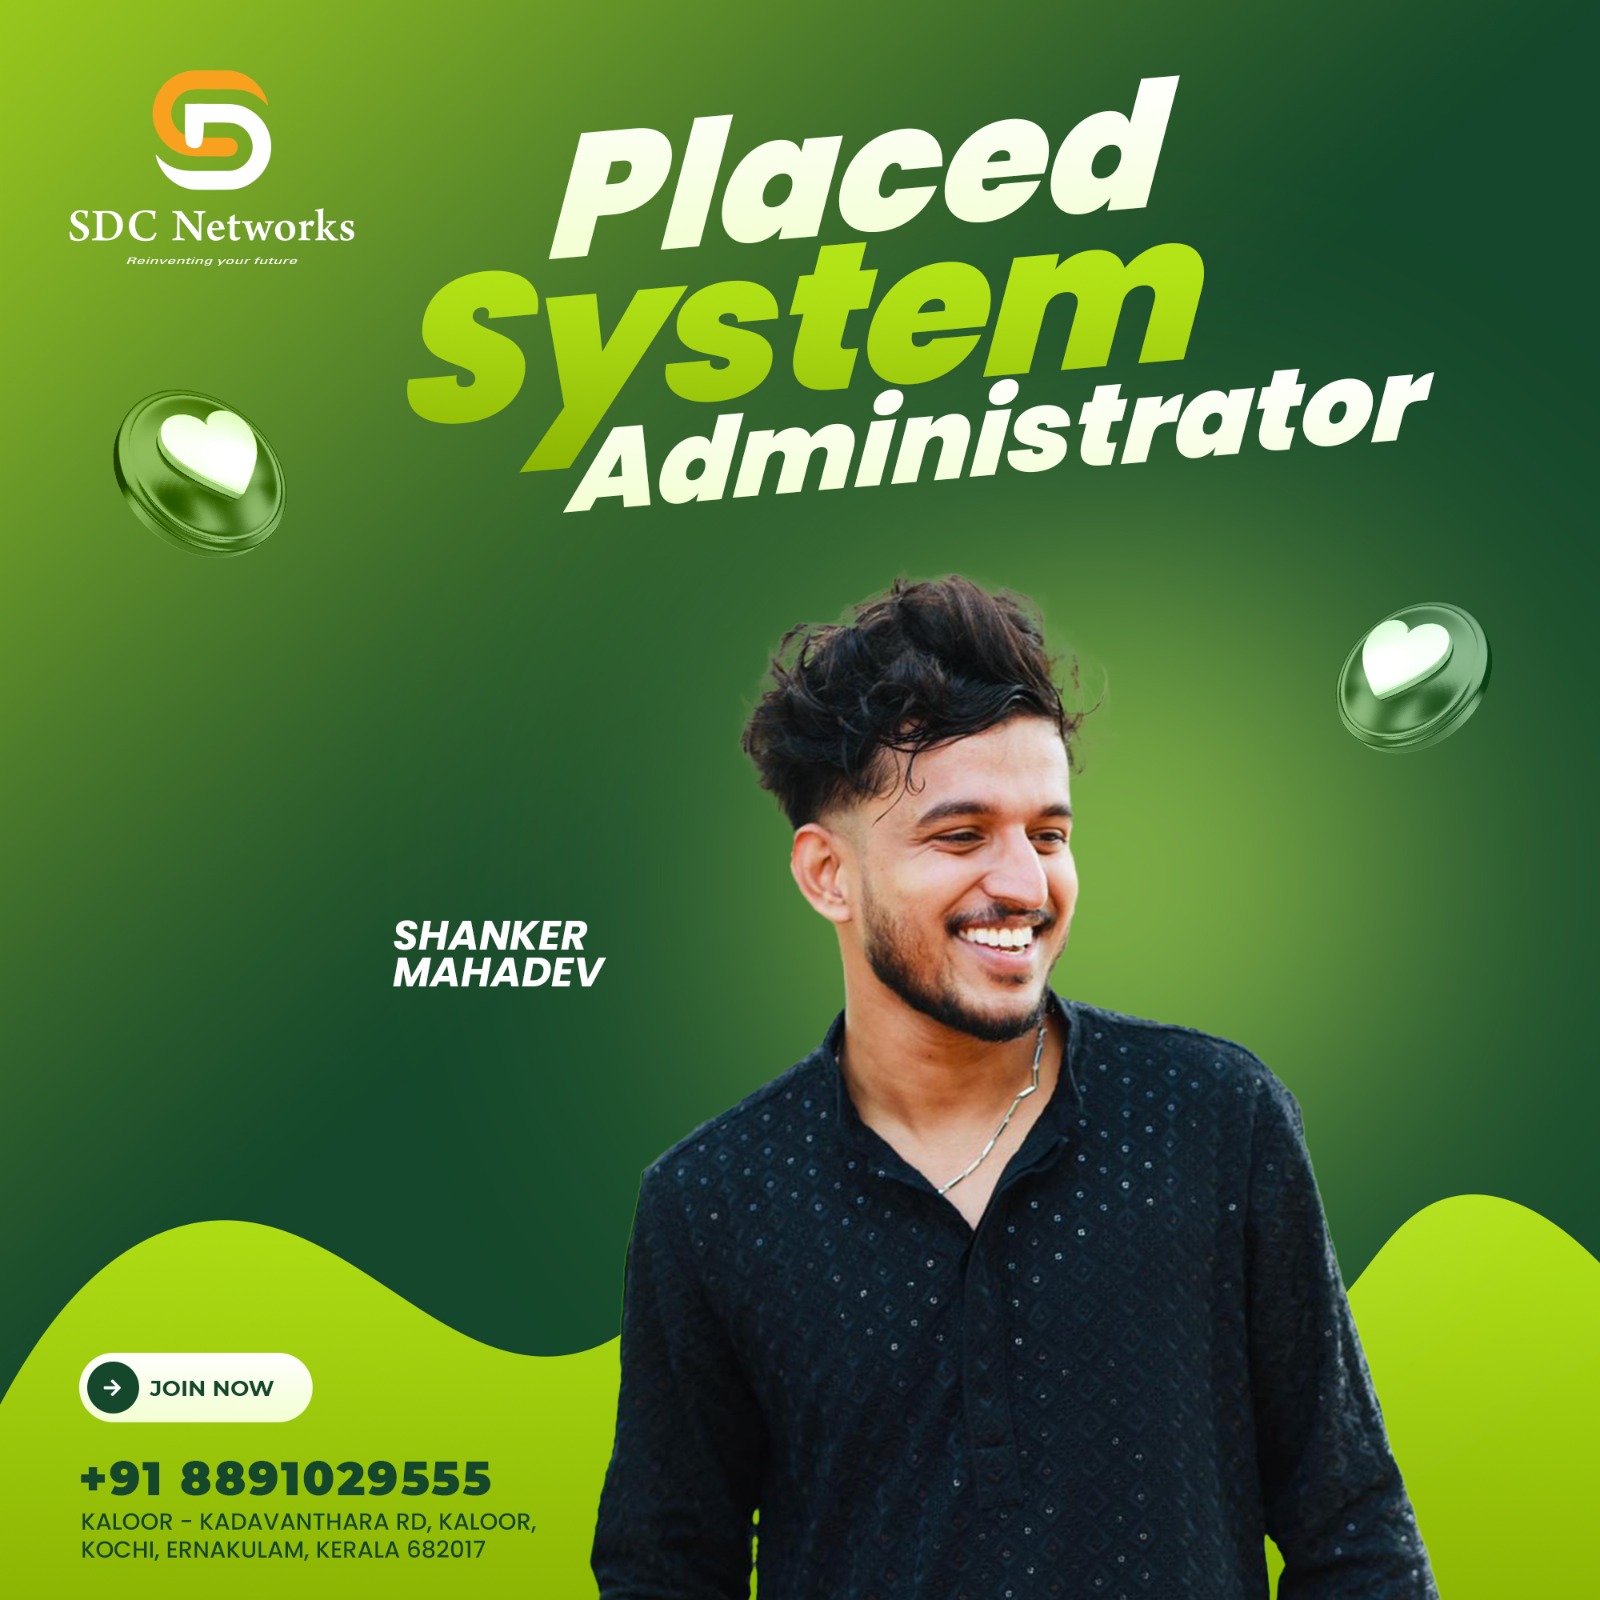 SDC Networks
Reinventing your future
Placed
System
Administrator
SHANKER
MAHADEV
JOIN NOW
+91 8891029555
KALOOR - KADAVANTHARA RD, KALOOR,
KOCHI, ERNAKULAM, KERALA 682017